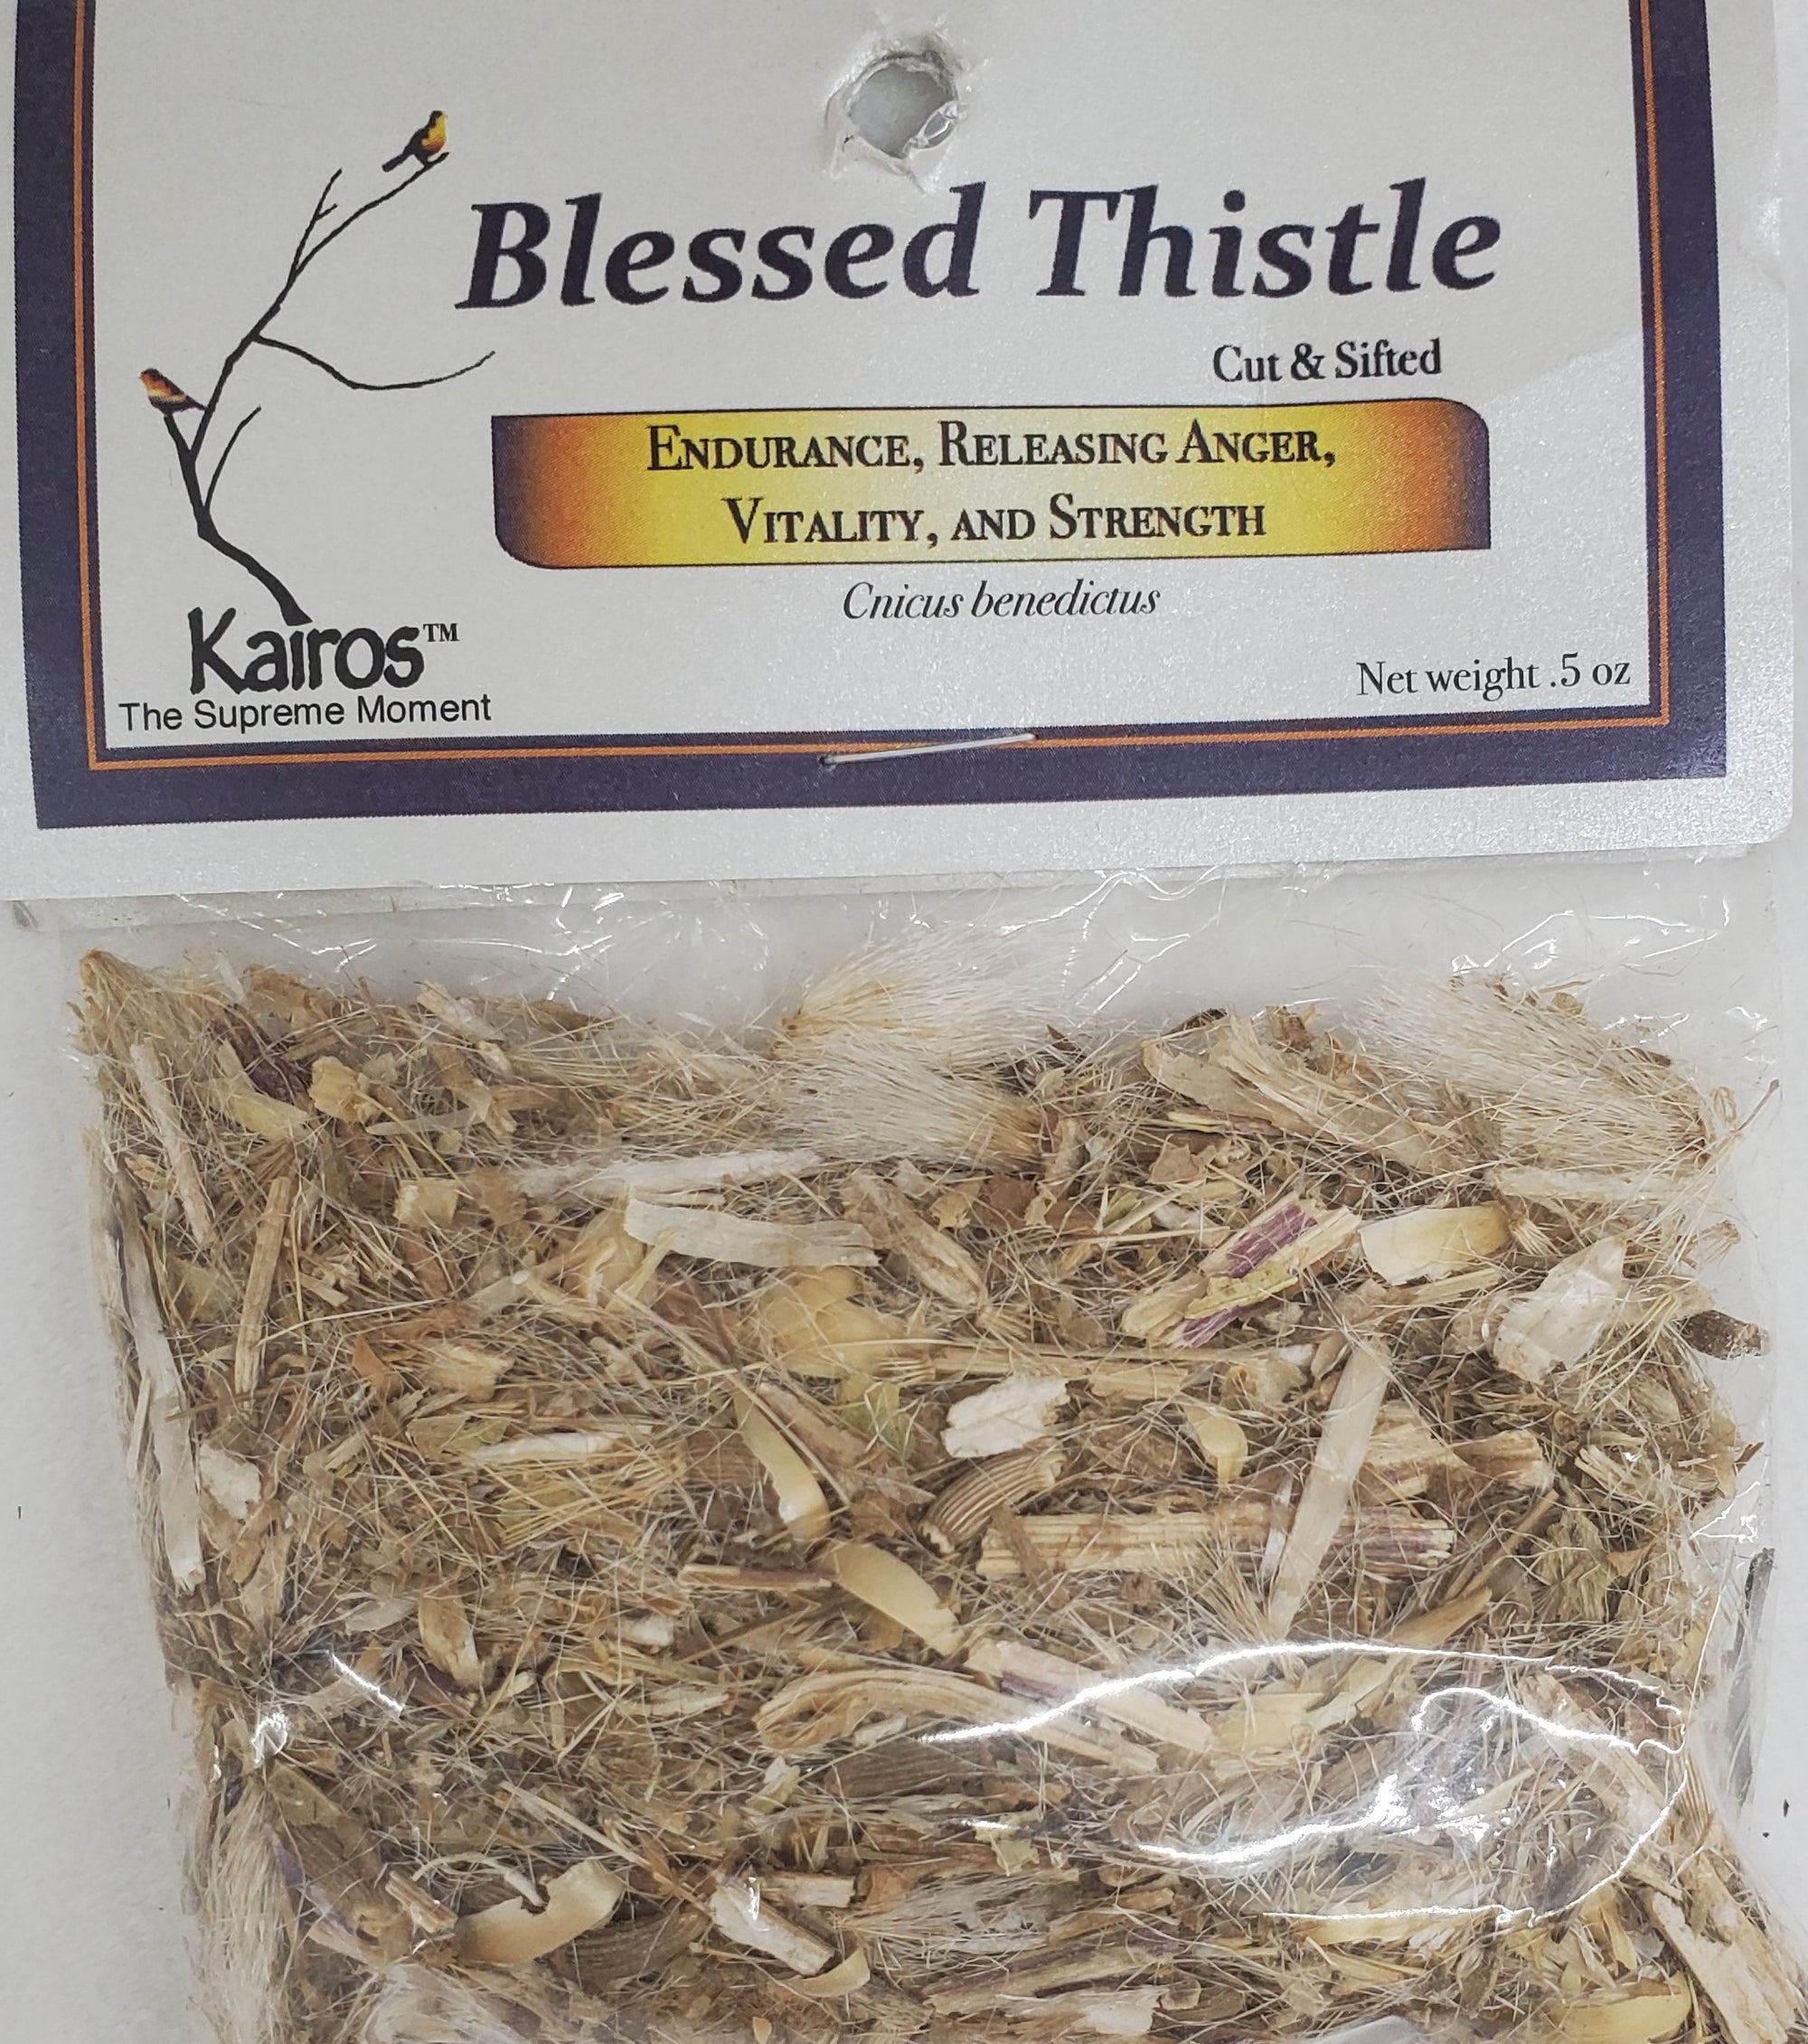 Blessed Thistle
Cut & Sifted
ENDURANCE, RELEASING ANGER,
VITALITY, AND STRENGTH
Cnicus benedictus
Kairos™
The Supreme Moment
Net weight .5 oz